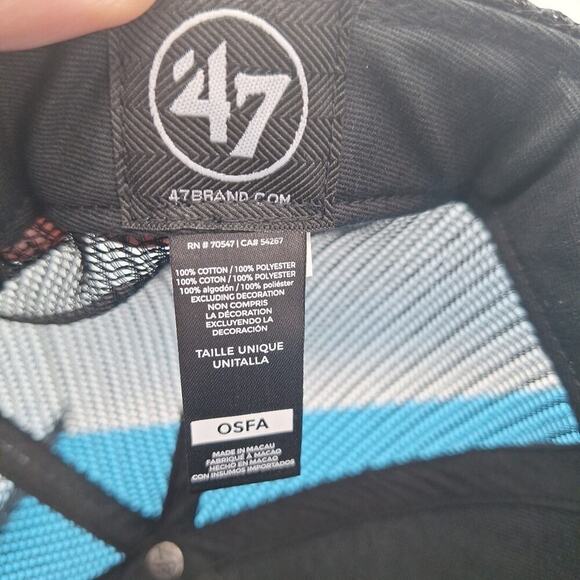 '47
47BRAND.COM
RN # 70547 | CA# 54267
100% COTTON / 100% POLYESTER
100% COTON / 100% POLYESTER
100% algodón / 100% poliéster
EXCLUDING DECORATION
NON COMPRIS
LA DÉCORATION
EXCLUYENDO LA
DECORACIÓN
TAILLE UNIQUE
UNITALLA
OSFA
MADE IN MACAU
FABRIQUÉ À MACAO
HECHO EN MACAO
CON INSUMOS IMPORTADOS